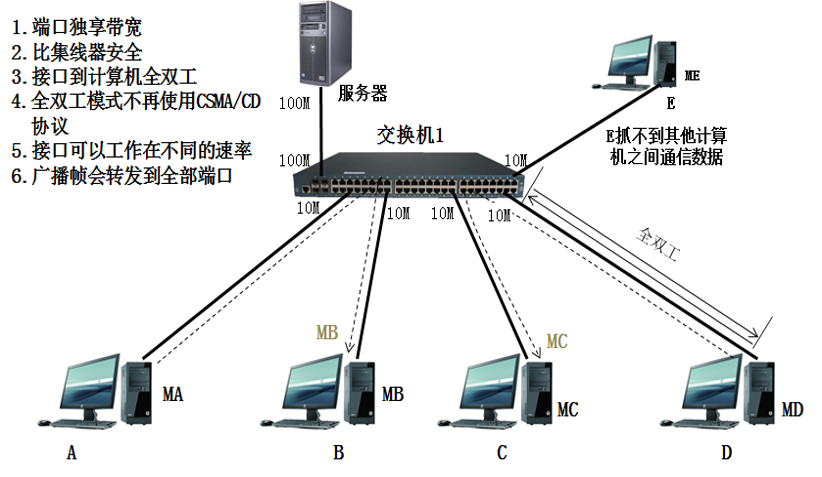 1.端口独享带宽
2.比集线器安全
3.接口到计算机全双工
4.全双工模式不再使用CSMA/CD
协议
5.接口可以工作在不同的速率
6.广播帧会转发到全部端口
服务器
100M
交换机1
100M
10M
ME
E
E抓不到其他计算
机之间通信数据
10M
10M
10M
10M
全双工
MB
MC
MA
MB
MC
MD
A
B
C
D